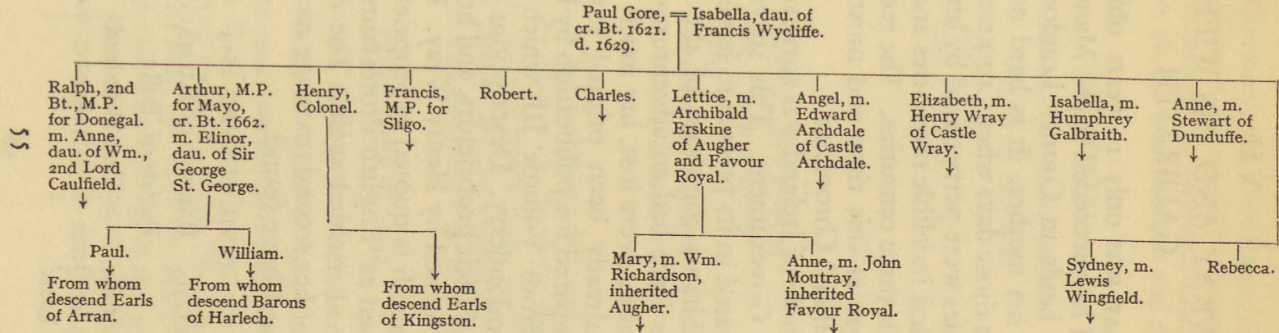 Paul Gore, = Isabella, dau. of
cr. Bt. 1621. Francis Wycliffe.
d. 1629.
Ralph, 2nd
Bt., M.P.
for Donegal.
m. Anne,
dau. of Wm.,
2nd Lord
Caulfield.
Arthur, M.P.
for Mayo,
cr. Bt. 1662.
m. Elinor,
dau. of Sir
George
St. George.
Henry,
Colonel.
Francis,
M.P. for
Sligo.
Robert.
Charles.
Lettice, m.
Archibald
Erskine
of Augher
and Favour
Royal.
Angel, m.
Edward
Archdale
of Castle
Archdale.
Elizabeth, m.
Henry Wray
of Castle
Wray.
Isabella, m.
Humphrey
Galbraith.
Anne, m.
Stewart of
Dunduffe.
55
Paul.
From whom
descend Earls
of Arran.
William.
From whom
descend Barons
of Harlech.
From whom
descend Earls
of Kingston.
Mary, m. Wm.
Richardson,
inherited
Augher.
Anne, m. John
Moutray,
inherited
Favour Royal.
Sydney, m.
Lewis
Wingfield.
Rebecca.